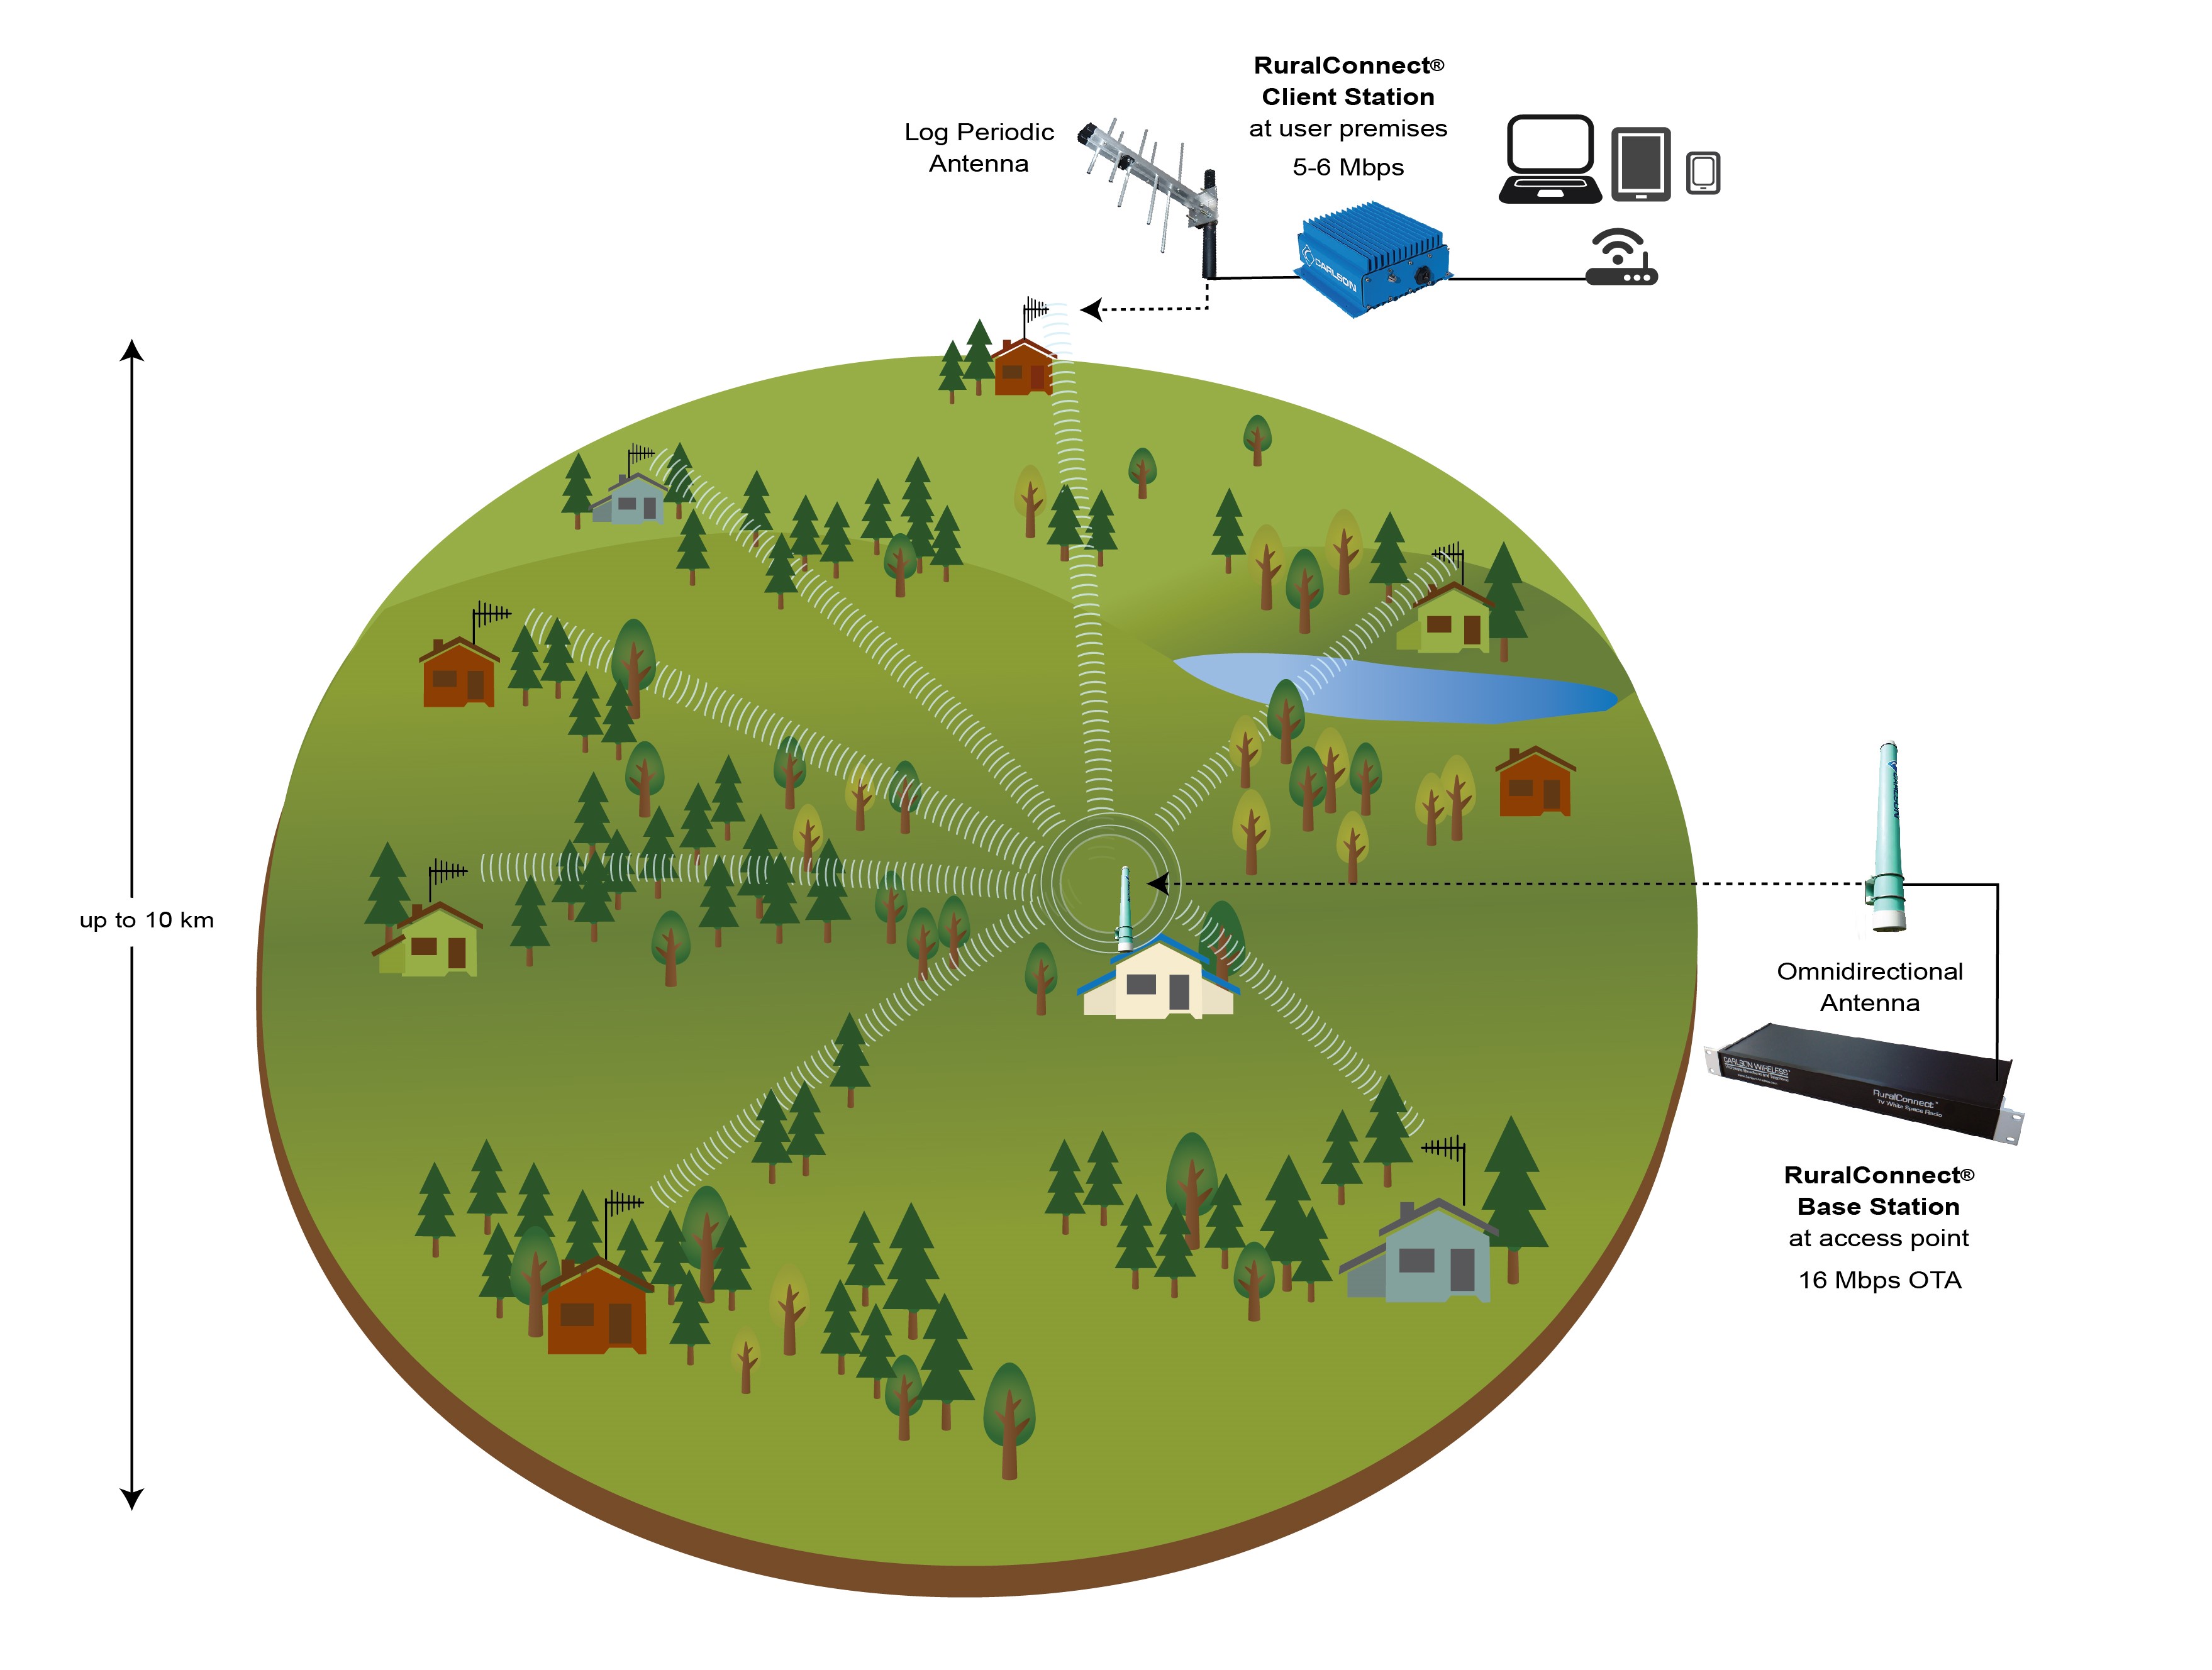 RuralConnect®
Client Station
at user premises
5-6 Mbps
Log Periodic
Antenna
CARLSON
up to 10 km
Omnidirectional
Antenna
CARLSON WIRELESS
RuralConnect™
TV White Space Radio
RuralConnect®
Base Station
at access point
16 Mbps OTA